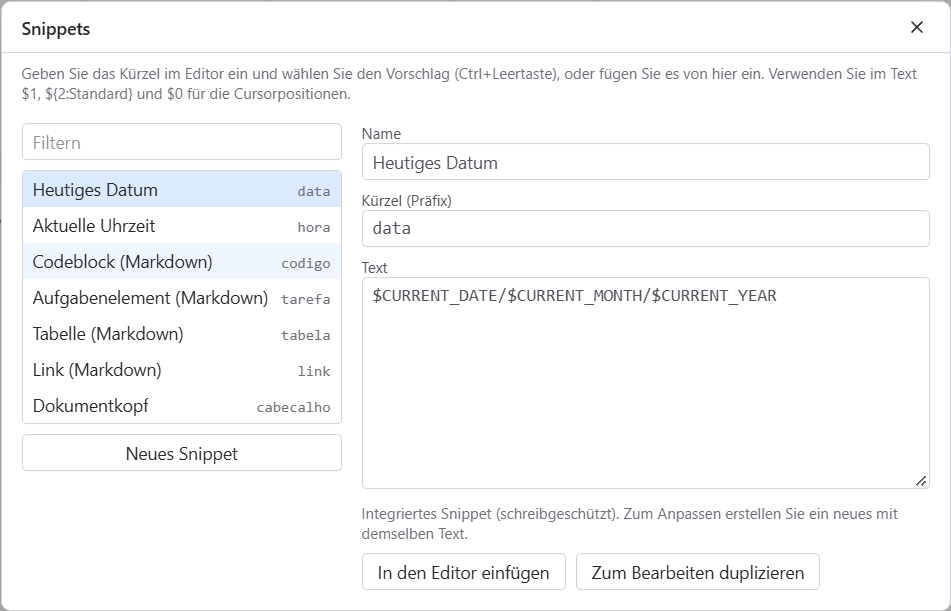 Snippets
Geben Sie das Kürzel im Editor ein und wählen Sie den Vorschlag (Ctrl+Leertaste), oder fügen Sie es von hier ein. Verwenden Sie im Text
$1, ${2:Standard} und $0 für die Cursorpositionen.
Filtern
Heutiges Datum data
Aktuelle Uhrzeit hora
Codeblock (Markdown) codigo
Aufgabenelement (Markdown) tarefa
Tabelle (Markdown) tabela
Link (Markdown) link
Dokumentkopf cabecalho
Neues Snippet
Name
Heutiges Datum
Kürzel (Präfix)
data
Text
$CURRENT_DATE/$CURRENT_MONTH/$CURRENT_YEAR
Integriertes Snippet (schreibgeschützt). Zum Anpassen erstellen Sie ein neues mit
demselben Text.
In den Editor einfügen
Zum Bearbeiten duplizieren